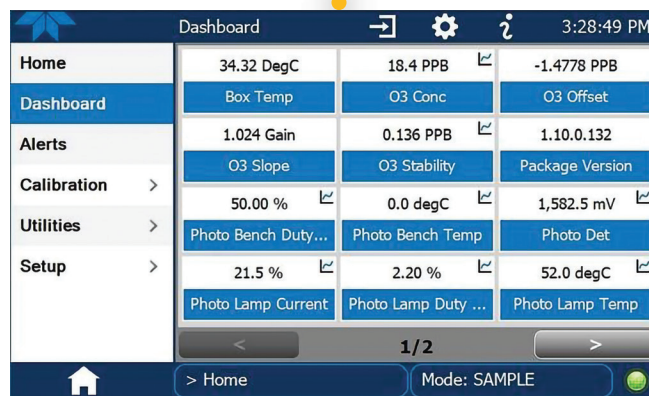 Dashboard 3:28:49 PM
Home
Dashboard
Alerts
Calibration >
Utilities >
Setup >
34.32 DegC 18.4 PPB -1.4778 PPB
Box Temp O3 Conc O3 Offset
1.024 Gain 0.136 PPB 1.10.0.132
O3 Slope O3 Stability Package Version
50.00 % 0.0 degC 1,582.5 mV
Photo Bench Duty... Photo Bench Temp Photo Det
21.5 % 2.20 % 52.0 degC
Photo Lamp Current Photo Lamp Duty ... Photo Lamp Temp
< 1/2 >
> Home Mode: SAMPLE